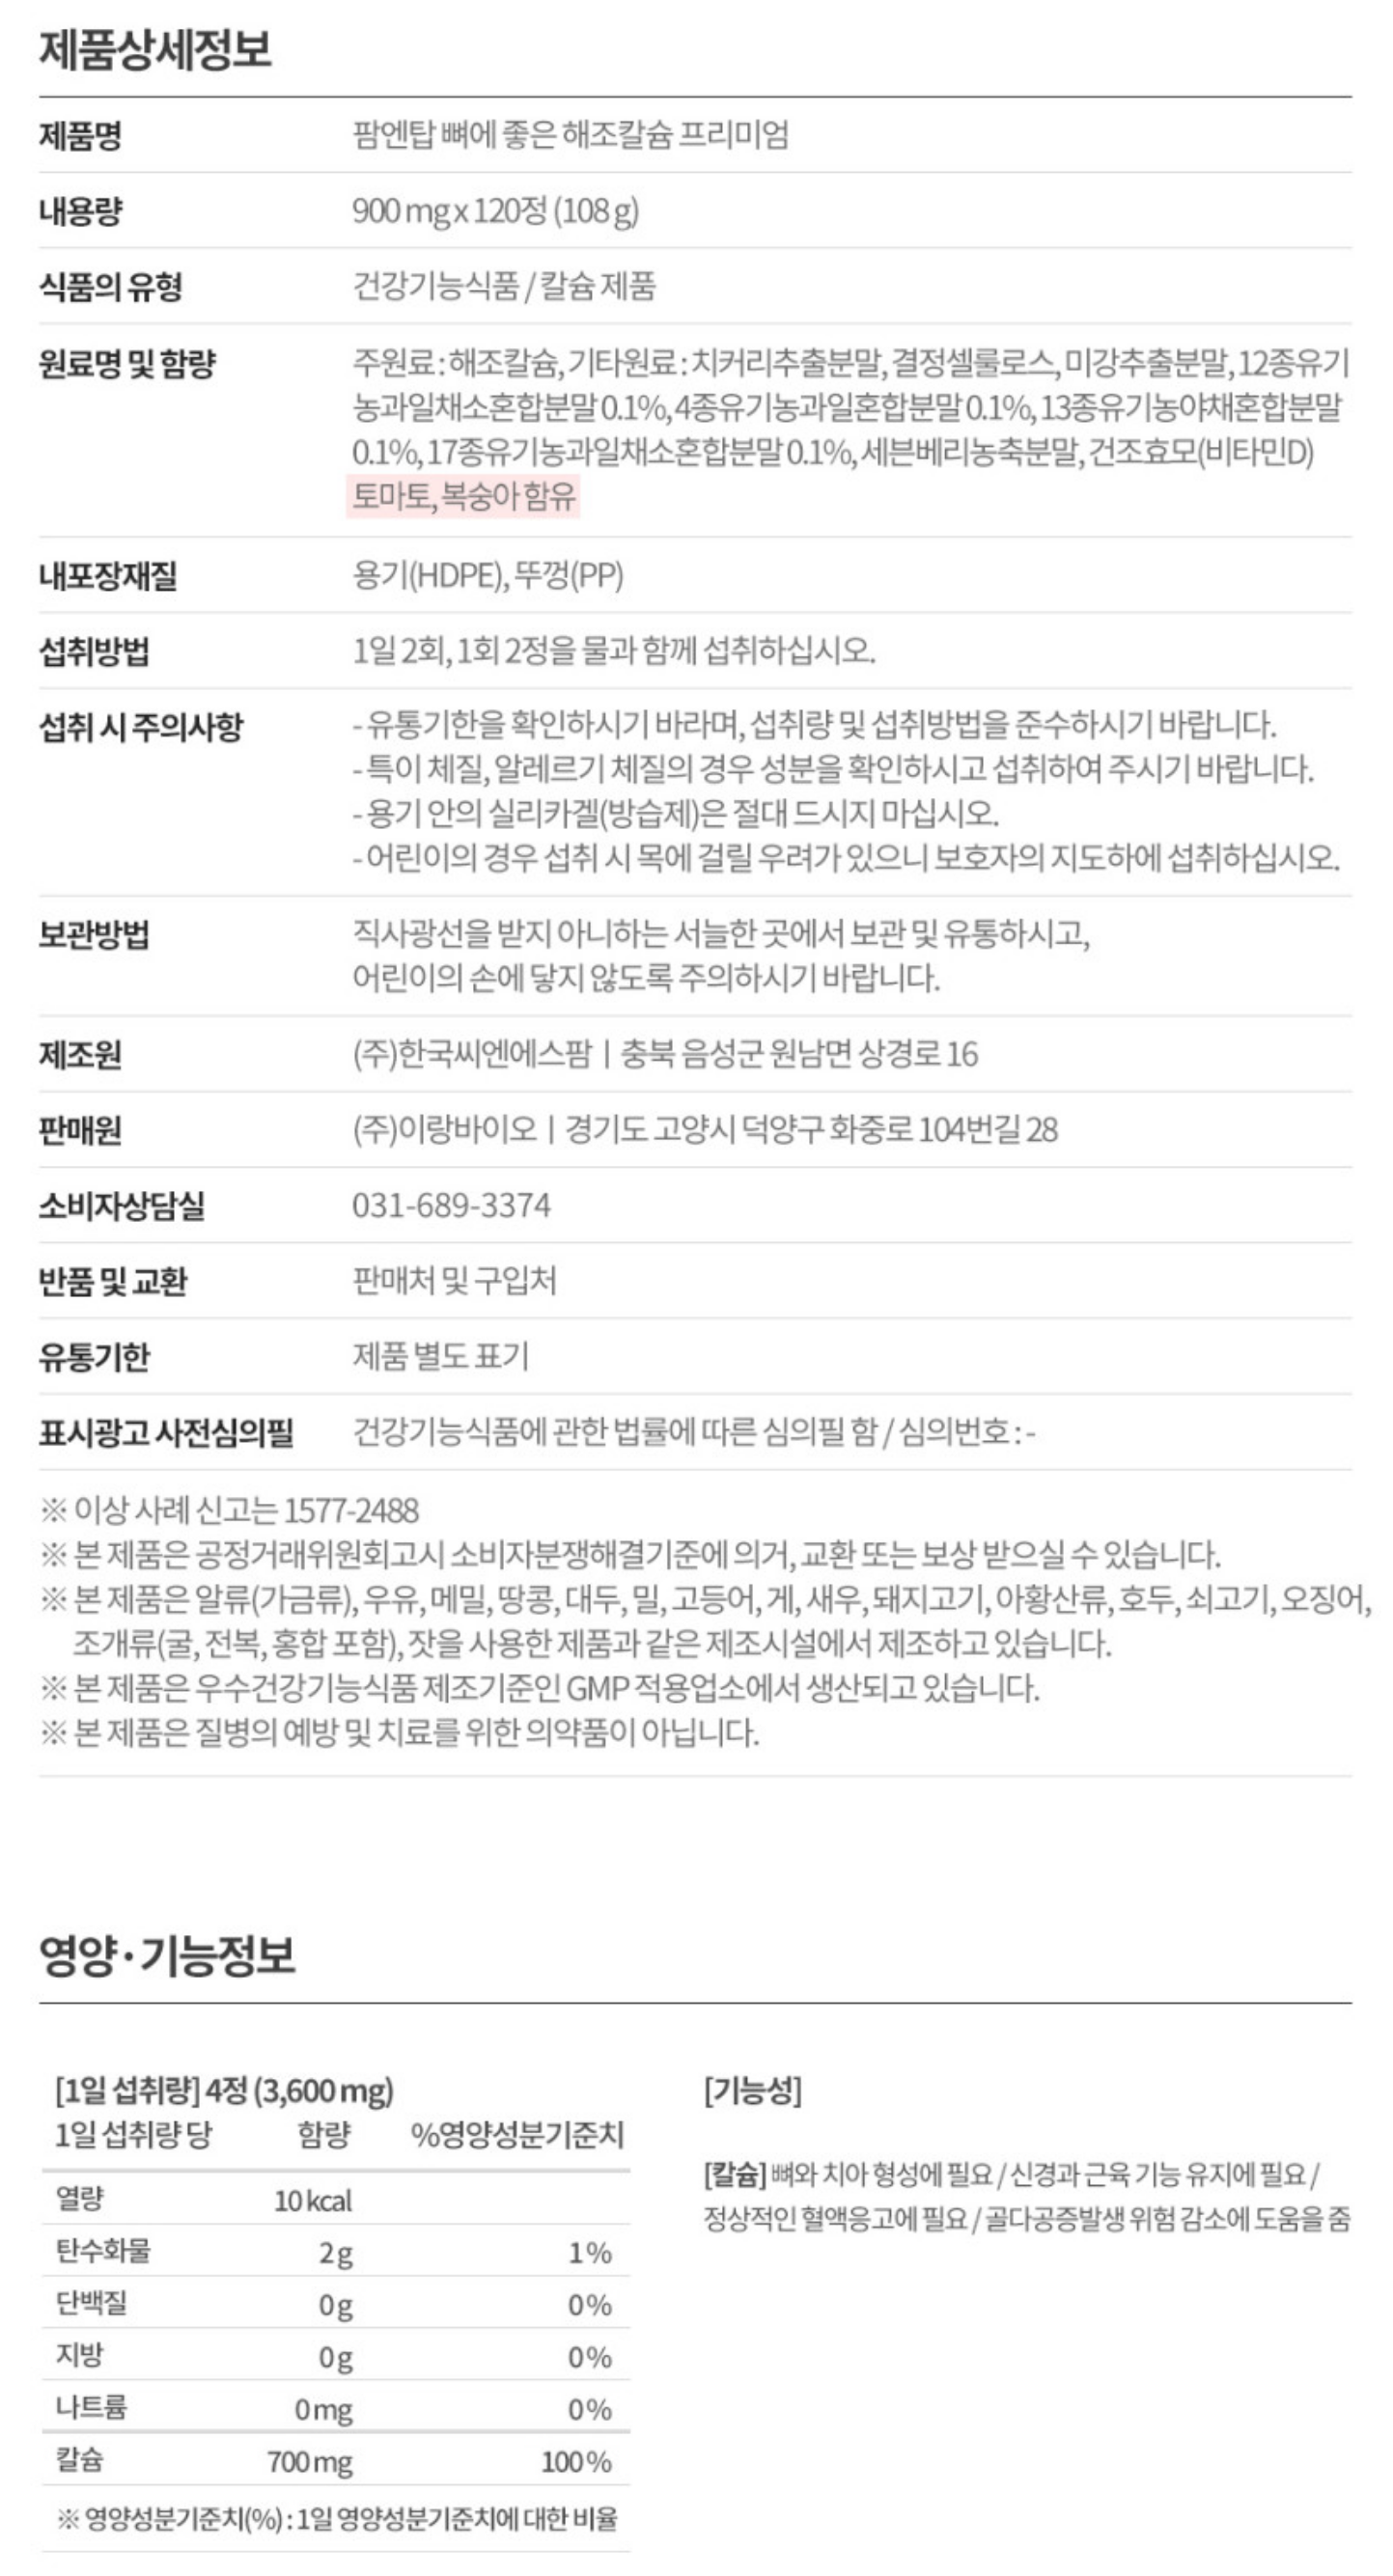 제품상세정보
제품명 팜엔탑 뼈에 좋은 해조칼슘 프리미엄
내용량 900 mg x 120정 (108 g)
식품의 유형 건강기능식품 / 칼슘 제품
원료명 및 함량 주원료 : 해조칼슘, 기타원료 : 치커리추출분말, 결정셀룰로스, 미강추출분말, 12종유기
농과일채소혼합분말 0.1%, 4종유기농과일혼합분말 0.1%, 13종유기농야채혼합분말
0.1%, 17종유기농과일채소혼합분말 0.1%, 세븐베리농축분말, 건조효모(비타민D)
토마토, 복숭아 함유
내포장재질 용기(HDPE), 뚜껑(PP)
섭취방법 1일 2회, 1회 2정을 물과 함께 섭취하십시오.
섭취 시 주의사항 - 유통기한을 확인하시기 바라며, 섭취량 및 섭취방법을 준수하시기 바랍니다.
- 특이 체질, 알레르기 체질의 경우 성분을 확인하시고 섭취하여 주시기 바랍니다.
- 용기 안의 실리카겔(방습제)은 절대 드시지 마십시오.
- 어린이의 경우 섭취 시 목에 걸릴 우려가 있으니 보호자의 지도하에 섭취하십시오.
보관방법 직사광선을 받지 아니하는 서늘한 곳에서 보관 및 유통하시고,
어린이의 손에 닿지 않도록 주의하시기 바랍니다.
제조원 (주)한국씨엔에스팜ㅣ충북 음성군 원남면 상경로 16
판매원 (주)이랑바이오ㅣ경기도 고양시 덕양구 화중로 104번길 28
소비자상담실 031-689-3374
반품 및 교환 판매처 및 구입처
유통기한 제품 별도 표기
표시광고 사전심의필 건강기능식품에 관한 법률에 따른 심의필 함 / 심의번호 : -
※ 이상 사례 신고는 1577-2488
※ 본 제품은 공정거래위원회고시 소비자분쟁해결기준에 의거, 교환 또는 보상 받으실 수 있습니다.
※ 본 제품은 알류(가금류), 우유, 메밀, 땅콩, 대두, 밀, 고등어, 게, 새우, 돼지고기, 아황산류, 호두, 쇠고기, 오징어,
조개류(굴, 전복, 홍합 포함), 잣을 사용한 제품과 같은 제조시설에서 제조하고 있습니다.
※ 본 제품은 우수건강기능식품 제조기준인 GMP 적용업소에서 생산되고 있습니다.
※ 본 제품은 질병의 예방 및 치료를 위한 의약품이 아닙니다.
영양·기능정보
[1일 섭취량] 4정 (3,600 mg)
1일 섭취량 당 함량 %영양성분기준치
열량 10 kcal
탄수화물 2 g 1 %
단백질 0 g 0 %
지방 0 g 0 %
나트륨 0 mg 0 %
칼슘 700 mg 100 %
※ 영양성분기준치(%) : 1일 영양성분기준치에 대한 비율
[기능성]
[칼슘] 뼈와 치아 형성에 필요 / 신경과 근육 기능 유지에 필요 /
정상적인 혈액응고에 필요 / 골다공증발생 위험 감소에 도움을 줌